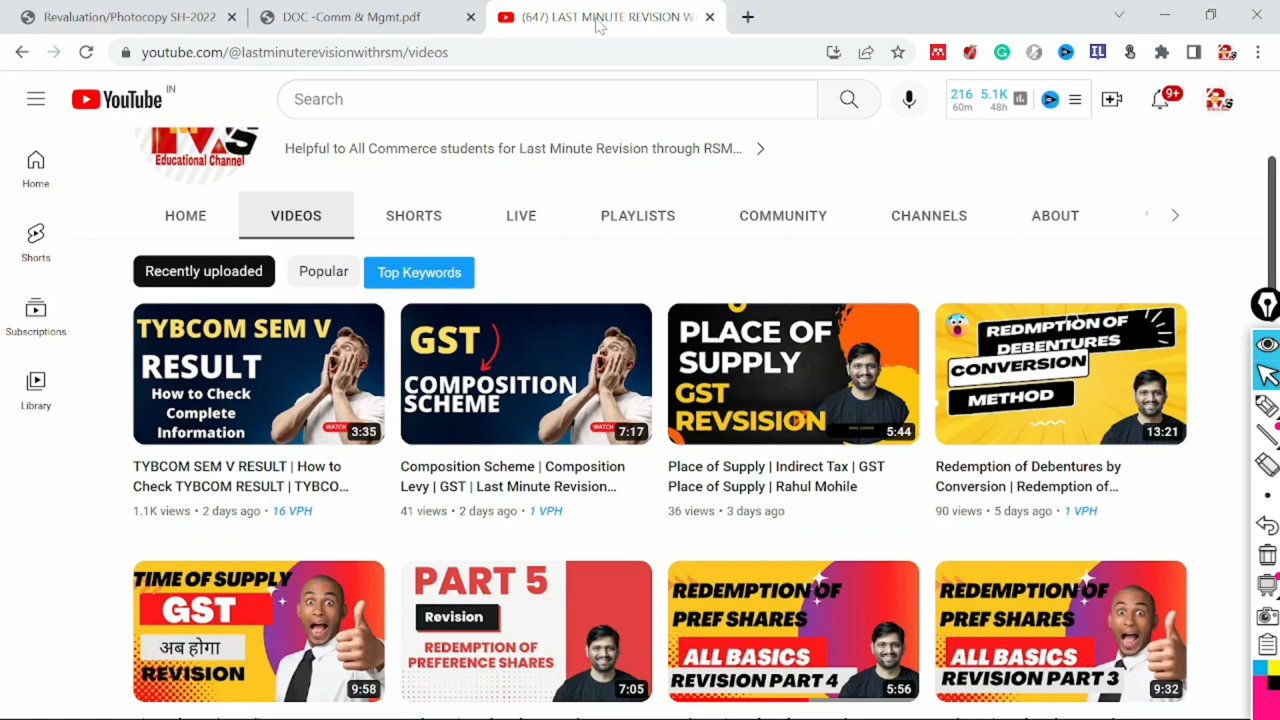 Revaluation/Photocopy SH-2022
DOC -Comm & Mgmt.pdf
(647) LAST MINUTE REVISION WI
youtube.com/@lastminuterevisionwithrsm/videos
YouTube IN
Search
216 5.1K
60m 48h
9+
Educational Channel
Helpful to All Commerce students for Last Minute Revision through RSM...
HOME
VIDEOS
SHORTS
LIVE
PLAYLISTS
COMMUNITY
CHANNELS
ABOUT
Home
Shorts
Subscriptions
Library
Recently uploaded
Popular
Top Keywords
TYBCOM SEM V
RESULT
How to Check
Complete
Information
WATCH
3:35
GST
COMPOSITION
SCHEME
WATCH
7:17
PLACE OF
SUPPLY
GST
REVSISION
5:44
REDMPTION OF
DEBENTURES
CONVERSION
METHOD
13:21
TYBCOM SEM V RESULT | How to
Check TYBCOM RESULT | TYBCO...
1.1K views • 2 days ago • 16 VPH
Composition Scheme | Composition
Levy | GST | Last Minute Revision...
41 views • 2 days ago • 1 VPH
Place of Supply | Indirect Tax | GST
Place of Supply | Rahul Mohile
36 views • 3 days ago
Redemption of Debentures by
Conversion | Redemption of...
90 views • 5 days ago • 1 VPH
TIME OF SUPPLY
GST
अब होगा
REVISION
9:58
PART 5
Revision
REDEMPTION OF
PREFERENCE SHARES
7:05
REDEMPTION OF
PREF SHARES
ALL BASICS
REVISION PART 4
5:56
REDEMPTION OF
PREF SHARES
ALL BASICS
REVISION PART 3
9:32